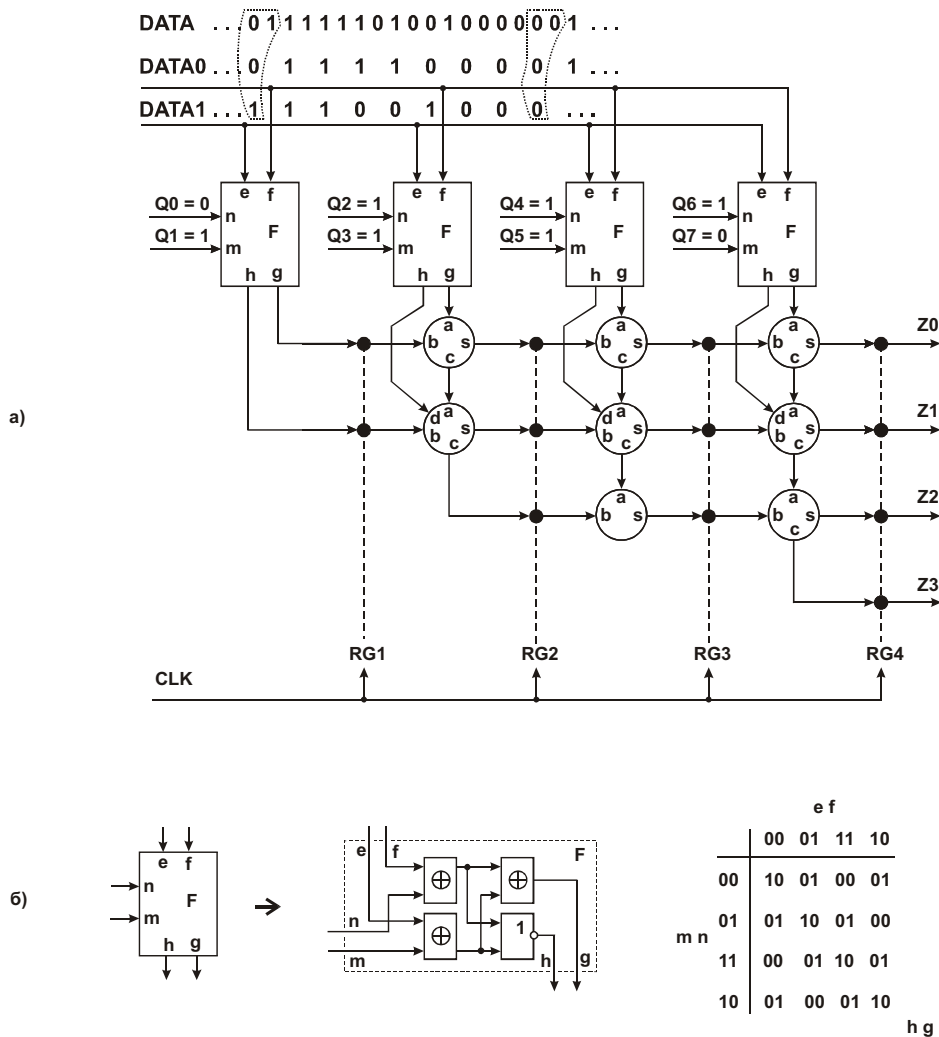 DATA ...0 1 1 1 1 1 1 0 1 0 0 1 0 0 0 0 0 0 1 ...
DATA0 ...0 1 1 1 1 0 0 0 0 1 ...
DATA1 ...1 1 1 0 0 1 0 0 0 ...
e f e f e f e f
Q0 = 0 n Q2 = 1 n Q4 = 1 n Q6 = 1 n
F F F F
Q1 = 1 m Q3 = 1 m Q5 = 1 m Q7 = 0 m
h g h g h g h g
a a a Z0
b s b s b s
c c c
а)
d a d a d a Z1
b s b s b s
c c c
a a Z2
b s b s
c
Z3
RG1 RG2 RG3 RG4
CLK
e f
e f F
00 01 11 10
б)
n F
m
h g
n
m
1
h g
00 10 01 00 01
01 01 10 01 00
m n
11 00 01 10 01
10 01 00 01 10
h g